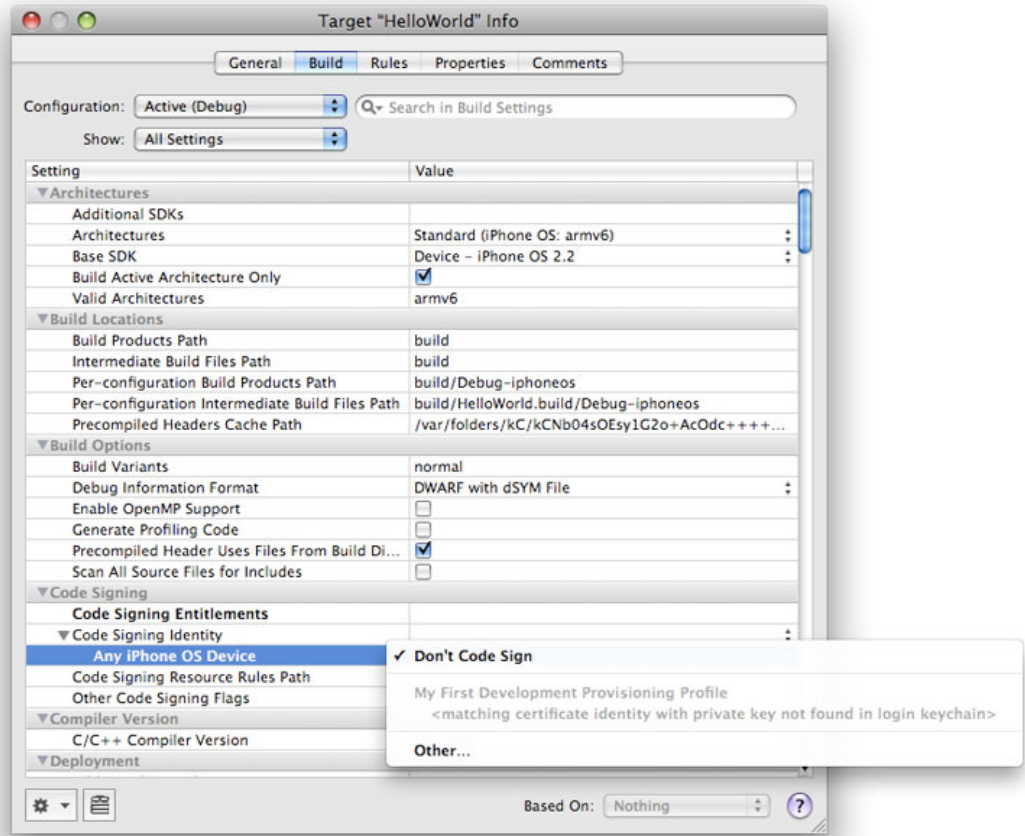 Target “HelloWorld” Info
General Build Rules Properties Comments
Configuration: Active (Debug) Search in Build Settings
Show: All Settings
Setting Value
Architectures
Additional SDKs
Architectures Standard (iPhone OS: armv6)
Base SDK Device – iPhone OS 2.2
Build Active Architecture Only
Valid Architectures armv6
Build Locations
Build Products Path build
Intermediate Build Files Path build
Per-configuration Build Products Path build/Debug-iphoneos
Per-configuration Intermediate Build Files Path build/HelloWorld.build/Debug-iphoneos
Precompiled Headers Cache Path /var/folders/kC/kCNb04sOEsy1G2o+AcOdc++++...
Build Options
Build Variants normal
Debug Information Format DWARF with dSYM File
Enable OpenMP Support
Generate Profiling Code
Precompiled Header Uses Files From Build Di...
Scan All Source Files for Includes
Code Signing
Code Signing Entitlements
Code Signing Identity
Any iPhone OS Device Don't Code Sign
Code Signing Resource Rules Path
My First Development Provisioning Profile
Other Code Signing Flags
<matching certificate identity with private key not found in login keychain>
Compiler Version
C/C++ Compiler Version
Other...
Deployment
Based On: Nothing ?